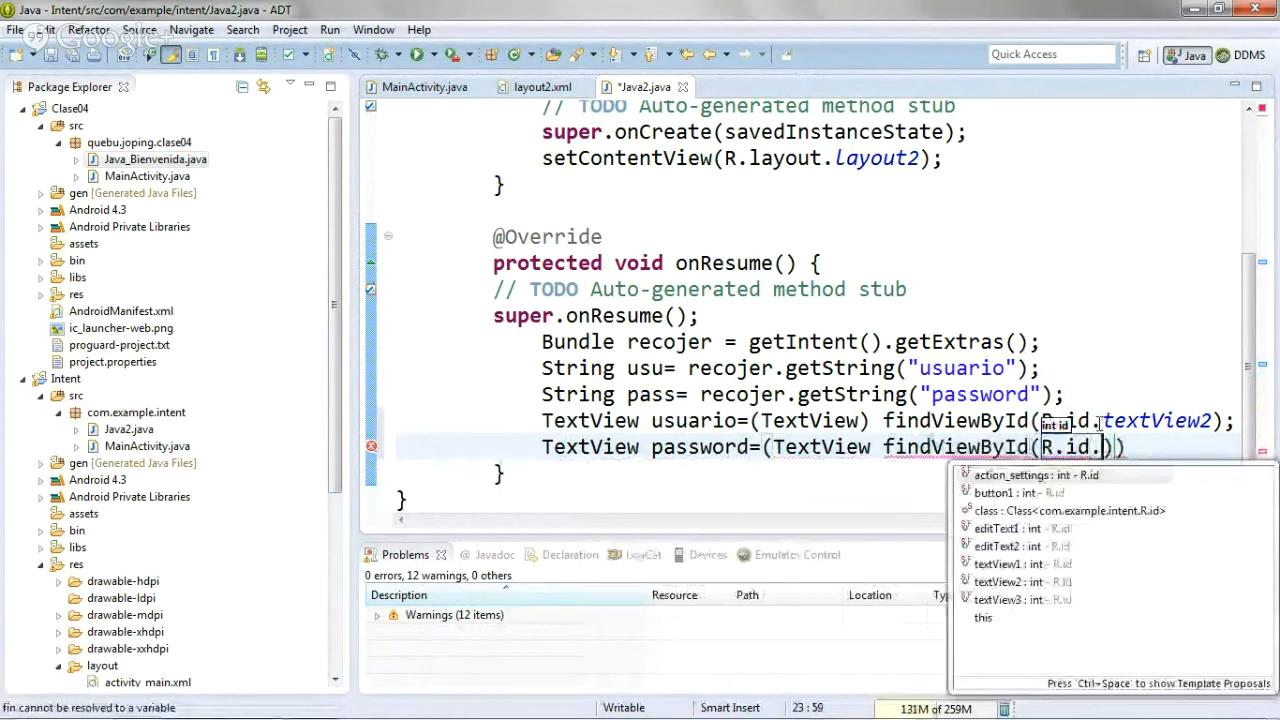 Java - Intent/src/com/example/intent/Java2.java - ADT
File Edit Refactor Source Navigate Search Project Run Window Help
Google+
Quick Access
Java
DDMS
Package Explorer
MainActivity.java
layout2.xml
*Java2.java
Clase04
src
quebu.joping.clase04
Java_Bienvenida.java
MainActivity.java
gen [Generated Java Files]
Android 4.3
Android Private Libraries
assets
bin
libs
res
AndroidManifest.xml
ic_launcher-web.png
proguard-project.txt
project.properties
Intent
src
com.example.intent
Java2.java
MainActivity.java
gen [Generated Java Files]
Android 4.3
Android Private Libraries
assets
bin
libs
res
drawable-hdpi
drawable-ldpi
drawable-mdpi
drawable-xhdpi
drawable-xxhdpi
layout
activity_main.xml
// TODO Auto-generated method stub
super.onCreate(savedInstanceState);
setContentView(R.layout.layout2);
}
@Override
protected void onResume() {
// TODO Auto-generated method stub
super.onResume();
Bundle recojer = getIntent().getExtras();
String usu= recojer.getString("usuario");
String pass= recojer.getString("password");
TextView usuario=(TextView) findViewById(R.id.textView2);
int id
TextView password=(TextView findViewById(R.id.))
}
}
action_settings : int - R.id
button1 : int - R.id
class : Class<com.example.intent.R.id>
editText1 : int - R.id
editText2 : int - R.id
textView1 : int - R.id
textView2 : int - R.id
textView3 : int - R.id
this
Press 'Ctrl+Space' to show Template Proposals
Problems
Javadoc
Declaration
LogCat
Devices
Emulator Control
0 errors, 12 warnings, 0 others
Description Resource Path Location Ty
Warnings (12 items)
fin cannot be resolved to a variable
Writable
Smart Insert
23 : 59
131M of 259M